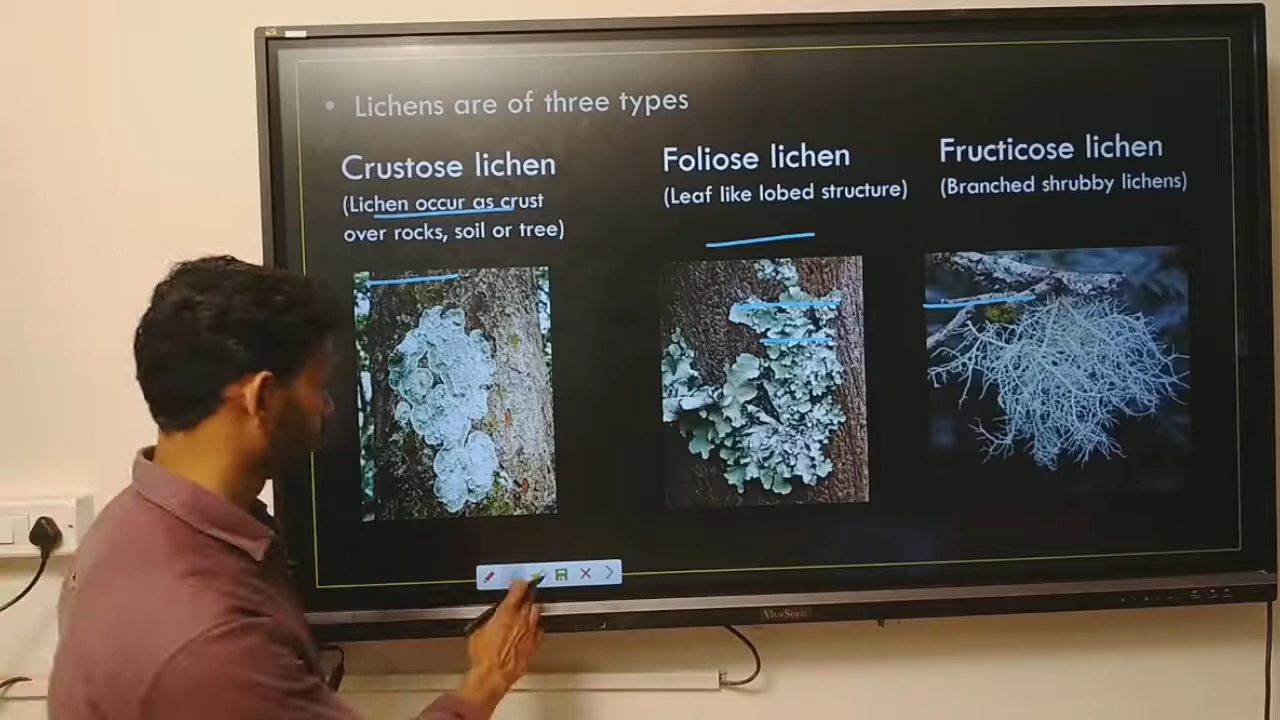 • Lichens are of three types
Crustose lichen
(Lichen occur as crust
over rocks, soil or tree)
Foliose lichen
(Leaf like lobed structure)
Fructicose lichen
(Branched shrubby lichens)
ViewSonic